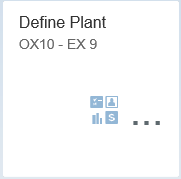 Define Plant
OX10 - EX 9
...